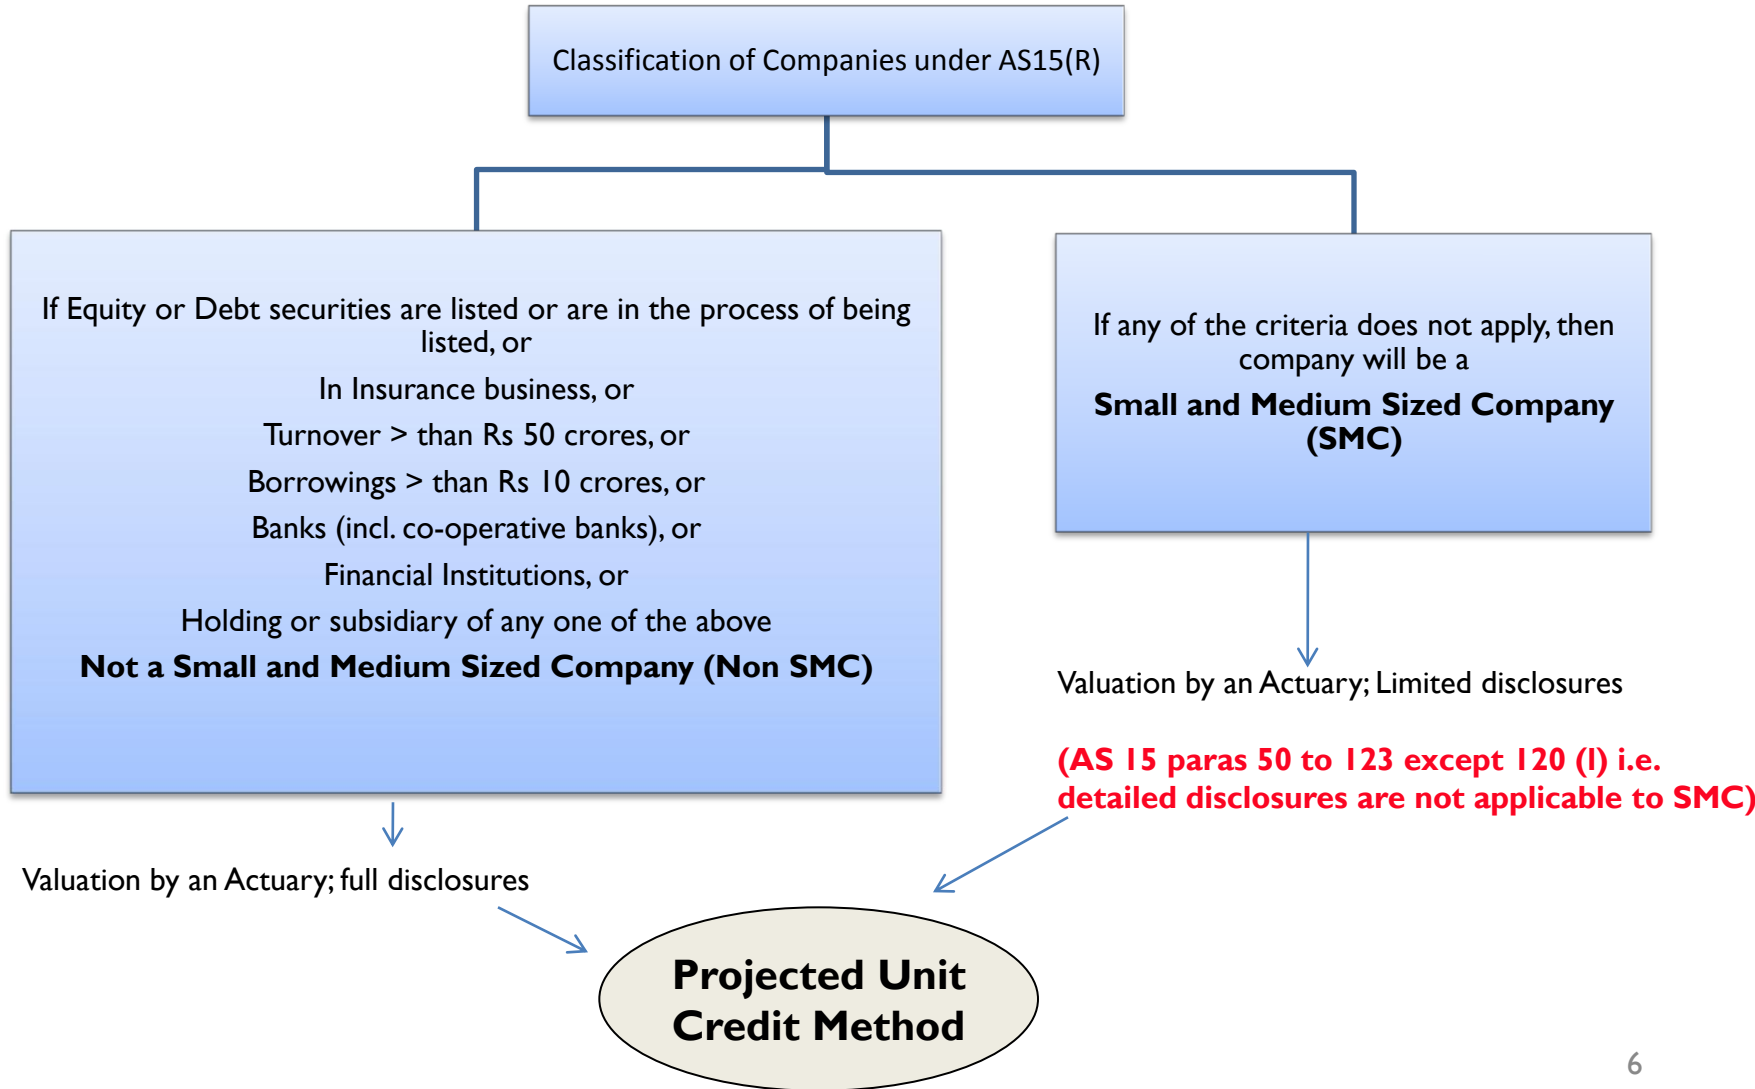 Classification of Companies under AS15(R)
If Equity or Debt securities are listed or are in the process of being
listed, or
In Insurance business, or
Turnover > than Rs 50 crores, or
Borrowings > than Rs 10 crores, or
Banks (incl. co-operative banks), or
Financial Institutions, or
Holding or subsidiary of any one of the above
Not a Small and Medium Sized Company (Non SMC)
If any of the criteria does not apply, then
company will be a
Small and Medium Sized Company
(SMC)
Valuation by an Actuary; Limited disclosures
(AS 15 paras 50 to 123 except 120 (l) i.e.
detailed disclosures are not applicable to SMC)
Valuation by an Actuary; full disclosures
Projected Unit
Credit Method
6